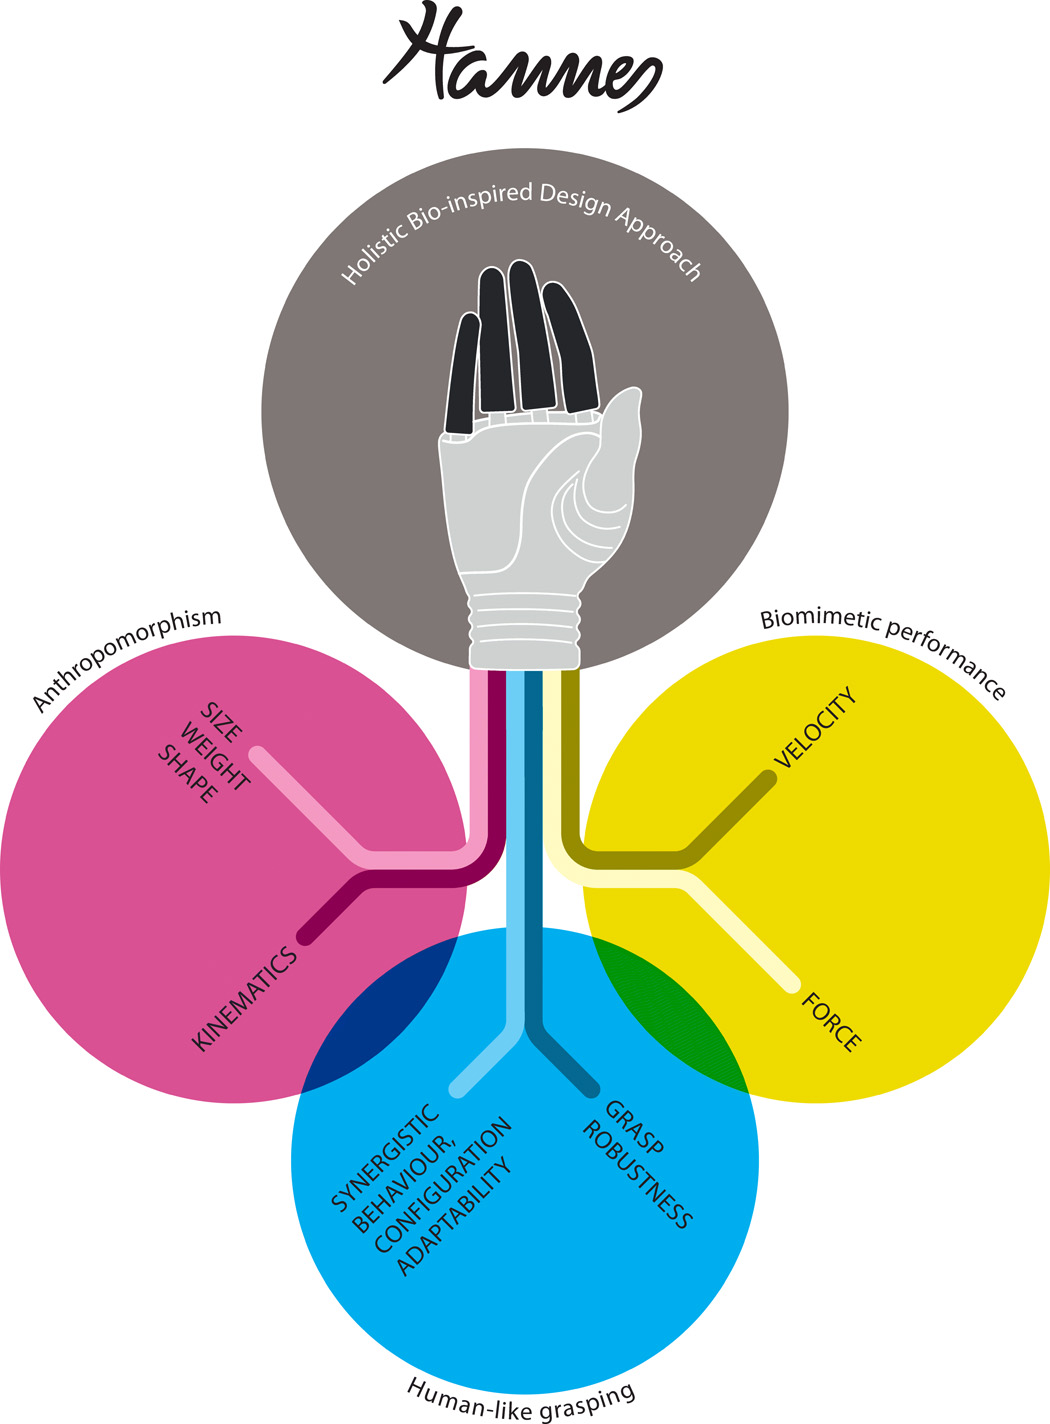 Hannes
Holistic Bio-inspired Design Approach
Anthropomorphism
SIZE
WEIGHT
SHAPE
KINEMATICS
Biomimetic performance
VELOCITY
FORCE
SYNERGISTIC
BEHAVIOUR,
CONFIGURATION
ADAPTABILITY
GRASP
ROBUSTNESS
Human-like grasping